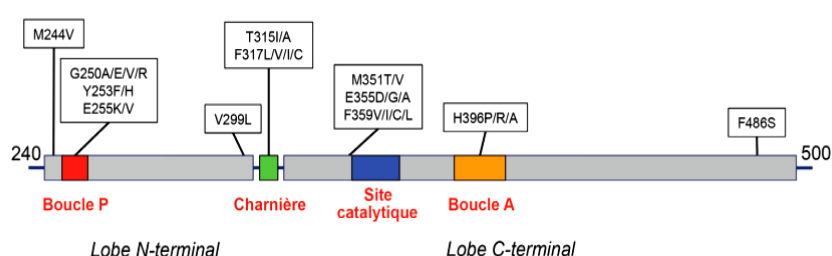 M244V
G250A/E/V/R
Y253F/H
E255K/V
V299L
T315I/A
F317L/V/I/C
M351T/V
E355D/G/A
F359V/I/C/L
H396P/R/A
F486S
240
500
Boucle P
Charnière
Site
catalytique
Boucle A
Lobe N-terminal
Lobe C-terminal